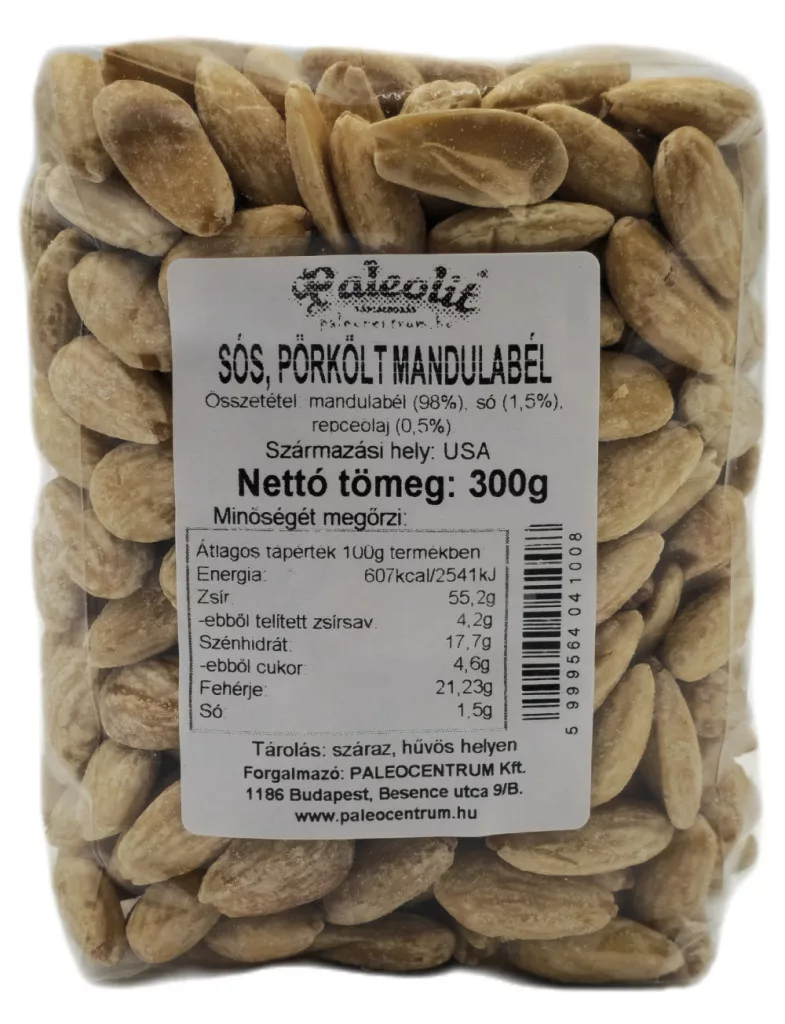 Paleolit
paleocentrum.hu
SÓS, PÖRKÖLT MANDULABÉL
Összetétel: mandulabél (98%), só (1,5%),
repceolaj (0,5%)
Származási hely: USA
Nettó tömeg: 300g
Minőségét megőrzi:
Átlagos tápérték 100g termékben
Energia: 607kcal/2541kJ
Zsír 55,2g
-ebből telített zsírsav: 4,2g
Szénhidrát: 17,7g
-ebből cukor: 4,6g
Fehérje: 21,23g
Só: 1,5g
5 999564 041008
Tárolás: száraz, hűvös helyen
Forgalmazó: PALEOCENTRUM Kft.
1186 Budapest, Besence utca 9/B.
www.paleocentrum.hu